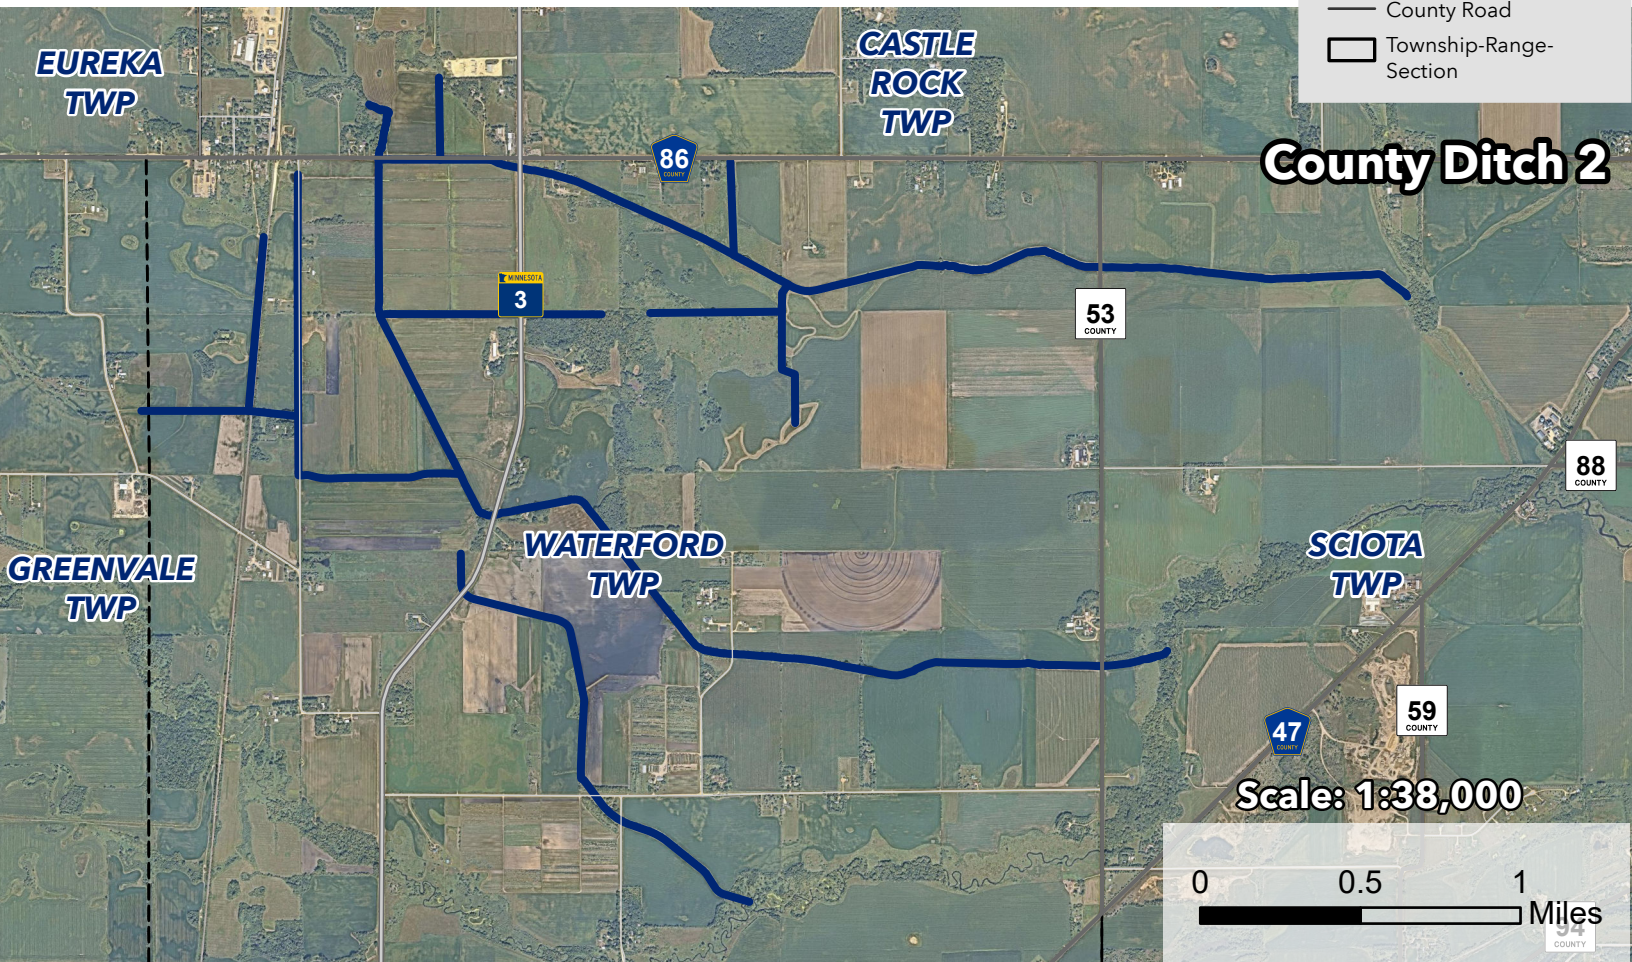 County Road
Township-Range-
Section
EUREKA
TWP
CASTLE
ROCK
TWP
86
COUNTY
County Ditch 2
MINNESOTA
3
53
COUNTY
88
COUNTY
GREENVALE
TWP
WATERFORD
TWP
SCIOTA
TWP
59
COUNTY
47
COUNTY
Scale: 1:38,000
0 0.5 1
Miles
94
COUNTY